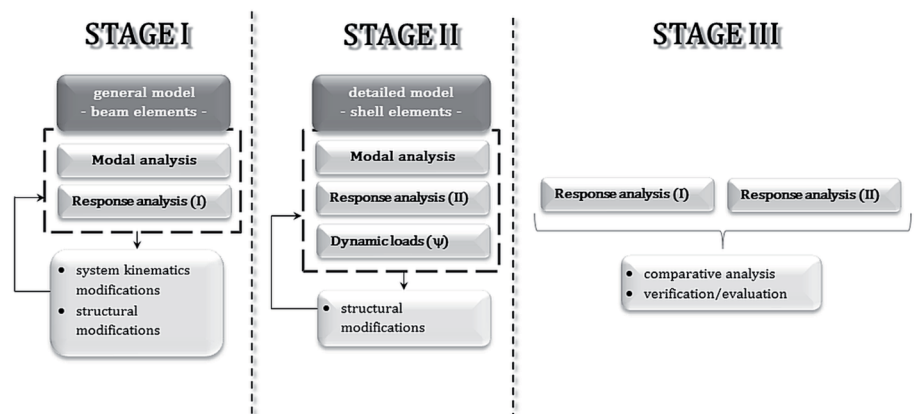 STAGE I
general model
- beam elements -
Modal analysis
Response analysis (I)
• system kinematics
modifications
• structural
modifications
STAGE II
detailed model
- shell elements -
Modal analysis
Response analysis (II)
Dynamic loads (ψ)
• structural
modifications
STAGE III
Response analysis (I)
Response analysis (II)
• comparative analysis
• verification/evaluation